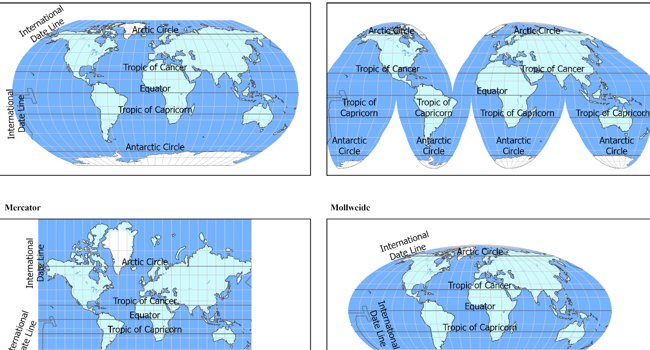 International
Date Line
Arctic Circle
Tropic of Cancer
Equator
Tropic of Capricorn
Antarctic Circle
International
Date Line
Arctic Circle
Arctic Circle
Tropic of Cancer
Tropic of Cancer
Equator
Tropic of
Capricorn
Tropic of
Capricorn
Tropic of Capricorn
Tropic of Capricorn
Antarctic
Circle
Antarctic
Circle
Antarctic
Circle
Antarctic
Circle
Mercator
Mollweide
International
Date Line
Arctic Circle
Tropic of Cancer
Equator
Tropic of Capricorn
International
Date Line
Arctic Circle
Tropic of Cancer
Equator
Tropic of Capricorn
International
Date Line